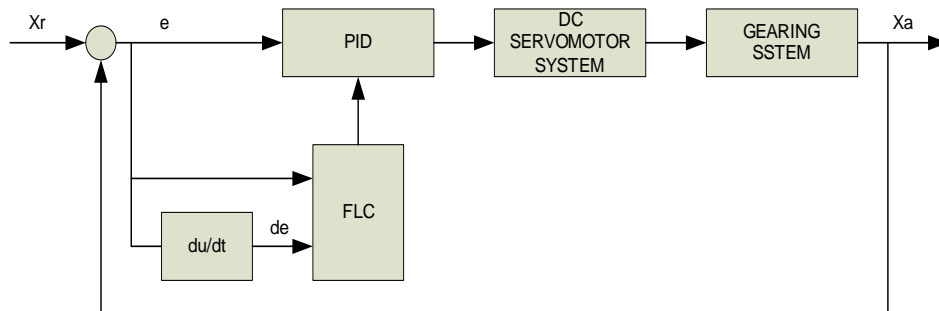 Xr
e
PID
DC
SERVOMOTOR
SYSTEM
GEARING
SSTEM
Xa
FLC
du/dt
de